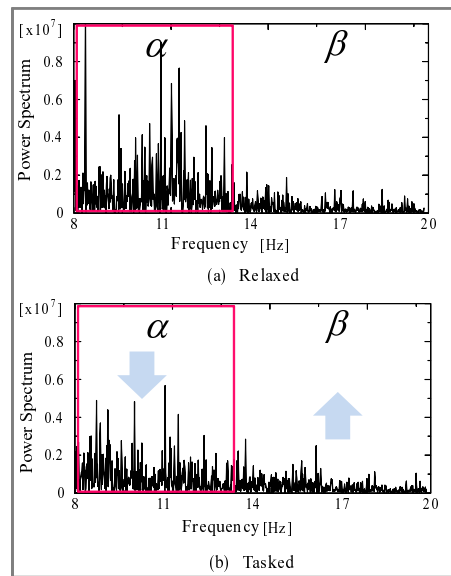 [x10⁷]
1
0.8
0.6
0.4
0.2
0
Power Spectrum
α
β
8 11 14 17 20
Frequency [Hz]
(a) Relaxed
[x10⁷]
1
0.8
0.6
0.4
0.2
0
Power Spectrum
α
β
8 11 14 17 20
Frequency [Hz]
(b) Tasked